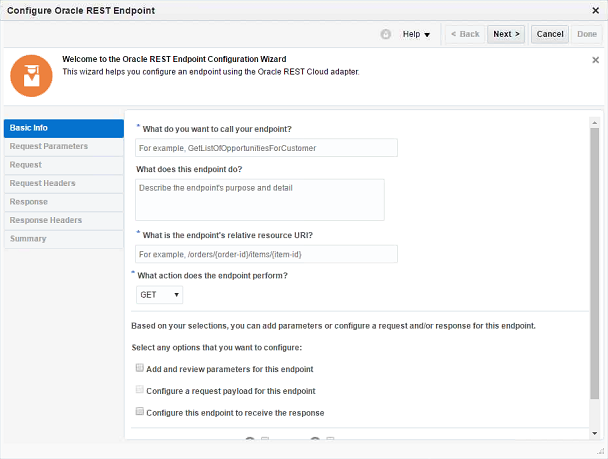 Configure Oracle REST Endpoint
Help
< Back
Next >
Cancel
Done
Welcome to the Oracle REST Endpoint Configuration Wizard
This wizard helps you configure an endpoint using the Oracle REST Cloud adapter.
Basic Info
Request Parameters
Request
Request Headers
Response
Response Headers
Summary
* What do you want to call your endpoint?
For example, GetListOfOpportunitiesForCustomer
What does this endpoint do?
Describe the endpoint's purpose and detail
* What is the endpoint's relative resource URI?
For example, /orders/{order-id}/items/{item-id}
* What action does the endpoint perform?
GET
Based on your selections, you can add parameters or configure a request and/or response for this endpoint.
Select any options that you want to configure:
Add and review parameters for this endpoint
Configure a request payload for this endpoint
Configure this endpoint to receive the response